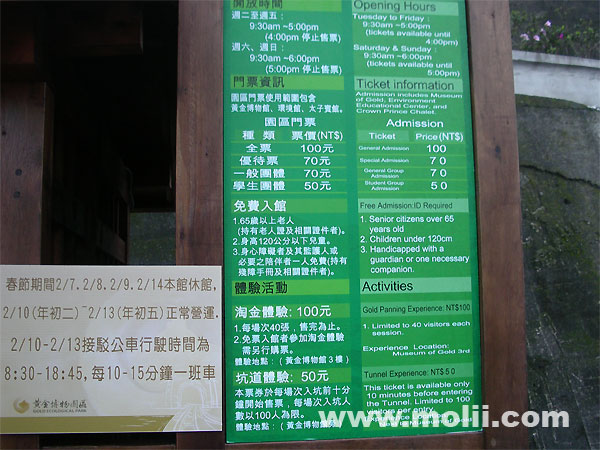 開放時間
週二至週五：
9:30am ~5:00pm
(4:00pm 停止售票)
週六、週日：
9:30am ~6:00pm
(5:00pm 停止售票)
門票資訊
園區門票使用範圍包含
黃金博物館、環境館、太子賓館。
園區門票
種類 票價(NT$)
全票 100元
優待票 70元
一般團體 70元
學生團體 50元
免費入館
1.65歲以上老人
(持有老人證及相關證件者)。
2.身高120公分以下兒童。
3.身心障礙者及其監護人或
必要之陪伴者一人免費(持有
殘障手冊及相關證件者)。
體驗活動
淘金體驗: 100元
1.每場次40張，售完為止。
2.免票入館者參加淘金體驗
需另行購票。
體驗地點：（黃金博物館３樓）
坑道體驗: 50元
本票券於每場次入坑前十分
鐘開始售票，每場次入坑人
數以100人為限。
體驗地點：（黃金博物館
Opening Hours
Tuesday to Friday :
9:30am ~5:00pm
(tickets available until
4:00pm)
Saturday & Sunday :
9:30am ~6:00pm
(tickets available until
5:00pm)
Ticket information
Admission includes Museum
of Gold, Environment
Educational Center, and
Crown Prince Chalet.
Admission
Ticket Price(NT$)
General Admission 100
Special Admission 70
General Group
Admission 70
Student Group
Admission 50
Free Admission:ID Required
1. Senior citizens over 65
years old
2. Children under 120cm
3. Handicapped with a
guardian or one necessary
companion.
Activities
Gold Panning Experience: NT$100
1. Limited to 40 visitors each
session.
Experience Location:
Museum of Gold 3rd
Tunnel Experience: NT$ 50
This ticket is available only
10 minutes before entering
the Tunnel. Limited to 100
visitors per entry.
Experience Location:
春節期間2/7、2/8、2/9、2/14本館休館,
2/10(年初二)~2/13(年初五)正常營運.
2/10-2/13接駁公車行駛時間為
8:30-18:45,每10-15分鐘一班車
黃金博物園區
GOLD ECOLOGICAL PARK
www.molii.com